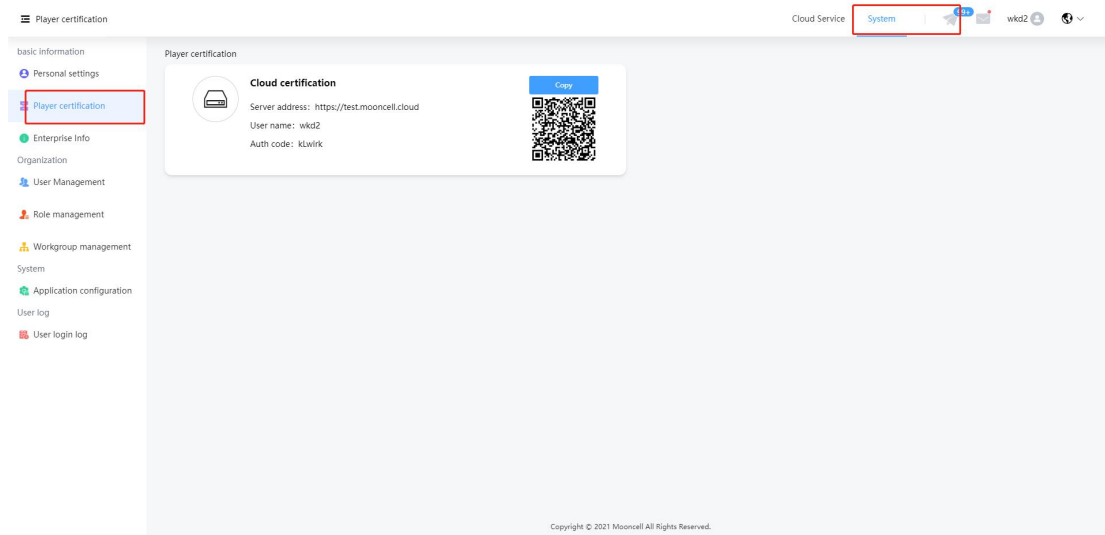 Player certification
Cloud Service System 99+ wkd2
basic information
Personal settings
Player certification
Enterprise Info
Organization
User Management
Role management
Workgroup management
System
Application configuration
User log
User login log
Player certification
Cloud certification
Copy
Server address: https://test.mooncell.cloud
User name: wkd2
Auth code: kLwIrk
Copyright © 2021 Mooncell All Rights Reserved.